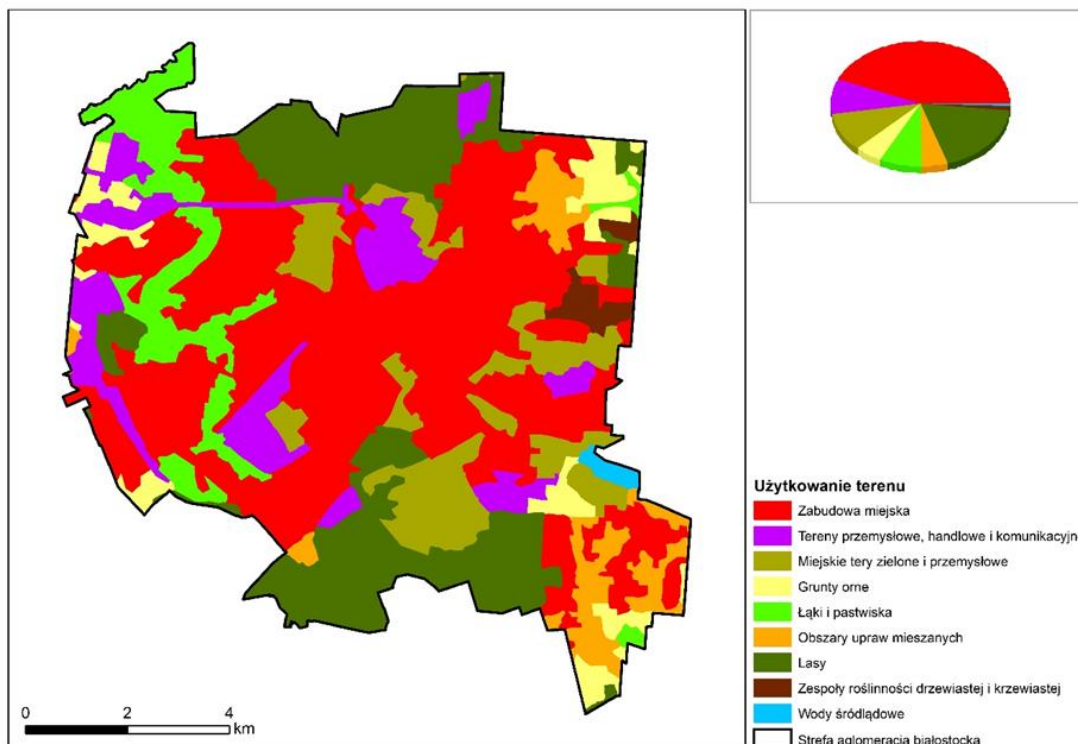 Użytkowanie terenu
Zabudowa miejska
Tereny przemysłowe, handlowe i komunikacyjn
Miejskie tery zielone i przemysłowe
Grunty orne
Łąki i pastwiska
Obszary upraw mieszanych
Lasy
Zespoły roślinności drzewiastej i krzewiastej
Wody śródlądowe
Strefa aglomeracja białostocka
0 2 4
km